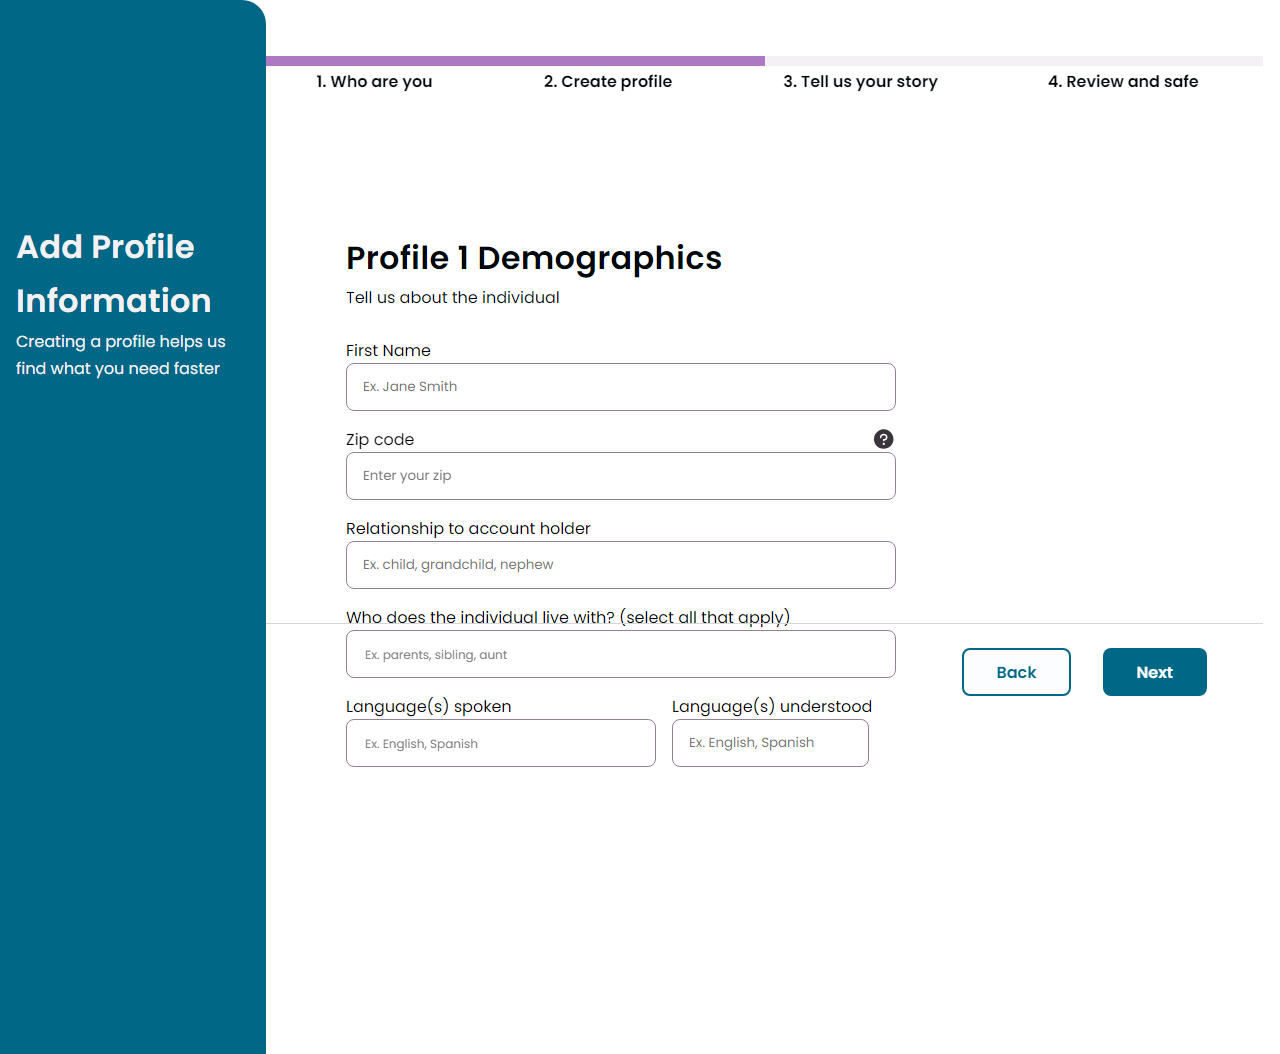 1. Who are you
2. Create profile
3. Tell us your story
4. Review and safe
Add Profile
Information
Creating a profile helps us
find what you need faster
Profile 1 Demographics
Tell us about the individual
First Name
Ex. Jane Smith
Zip code
?
Enter your zip
Relationship to account holder
Ex. child, grandchild, nephew
Who does the individual live with? (select all that apply)
Ex. parents, sibling, aunt
Back
Next
Language(s) spoken
Language(s) understood
Ex. English, Spanish
Ex. English, Spanish